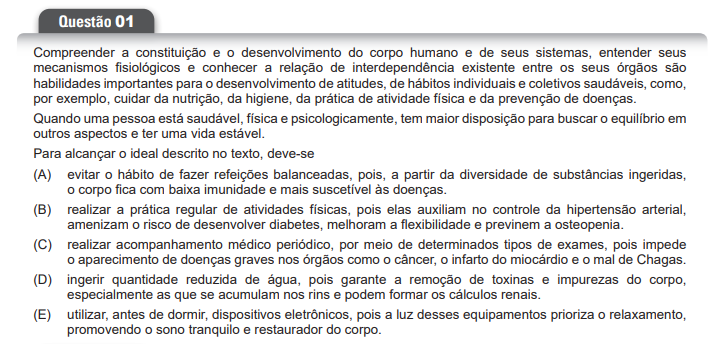 Questão 01
Compreender a constituição e o desenvolvimento do corpo humano e de seus sistemas, entender seus
mecanismos fisiológicos e conhecer a relação de interdependência existente entre os seus órgãos são
habilidades importantes para o desenvolvimento de atitudes, de hábitos individuais e coletivos saudáveis, como,
por exemplo, cuidar da nutrição, da higiene, da prática de atividade física e da prevenção de doenças.
Quando uma pessoa está saudável, física e psicologicamente, tem maior disposição para buscar o equilíbrio em
outros aspectos e ter uma vida estável.
Para alcançar o ideal descrito no texto, deve-se
(A) evitar o hábito de fazer refeições balanceadas, pois, a partir da diversidade de substâncias ingeridas,
o corpo fica com baixa imunidade e mais suscetível às doenças.
(B) realizar a prática regular de atividades físicas, pois elas auxiliam no controle da hipertensão arterial,
amenizam o risco de desenvolver diabetes, melhoram a flexibilidade e previnem a osteopenia.
(C) realizar acompanhamento médico periódico, por meio de determinados tipos de exames, pois impede
o aparecimento de doenças graves nos órgãos como o câncer, o infarto do miocárdio e o mal de Chagas.
(D) ingerir quantidade reduzida de água, pois garante a remoção de toxinas e impurezas do corpo,
especialmente as que se acumulam nos rins e podem formar os cálculos renais.
(E) utilizar, antes de dormir, dispositivos eletrônicos, pois a luz desses equipamentos prioriza o relaxamento,
promovendo o sono tranquilo e restaurador do corpo.